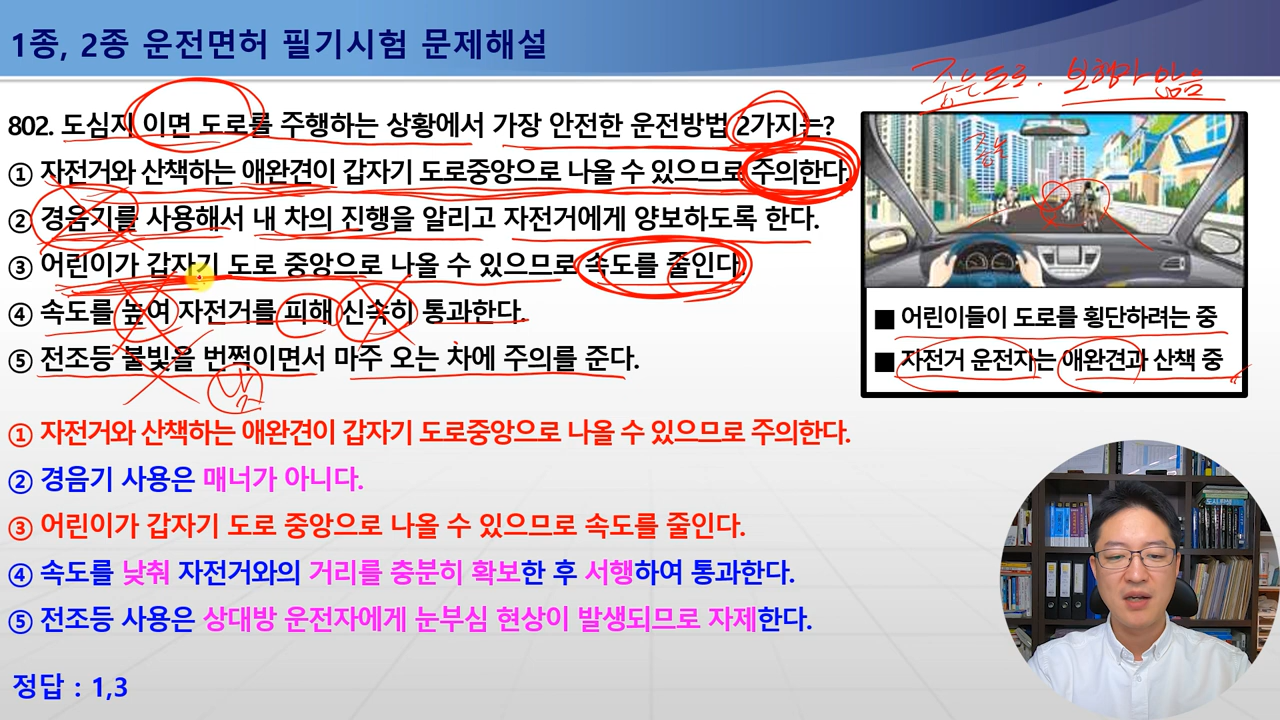 1종, 2종 운전면허 필기시험 문제해설
좁은도로. 보행자 많음
802. 도심지 이면 도로를 주행하는 상황에서 가장 안전한 운전방법 2가지는?
① 자전거와 산책하는 애완견이 갑자기 도로중앙으로 나올 수 있으므로 주의한다.
② 경음기를 사용해서 내 차의 진행을 알리고 자전거에게 양보하도록 한다.
③ 어린이가 갑자기 도로 중앙으로 나올 수 있으므로 속도를 줄인다.
④ 속도를 높여 자전거를 피해 신속히 통과한다.
⑤ 전조등 불빛을 번쩍이면서 마주 오는 차에 주의를 준다.
좁은
■ 어린이들이 도로를 횡단하려는 중
■ 자전거 운전자는 애완견과 산책 중
① 자전거와 산책하는 애완견이 갑자기 도로중앙으로 나올 수 있으므로 주의한다.
② 경음기 사용은 매너가 아니다.
③ 어린이가 갑자기 도로 중앙으로 나올 수 있으므로 속도를 줄인다.
④ 속도를 낮춰 자전거와의 거리를 충분히 확보한 후 서행하여 통과한다.
⑤ 전조등 사용은 상대방 운전자에게 눈부심 현상이 발생되므로 자제한다.
정답 : 1,3